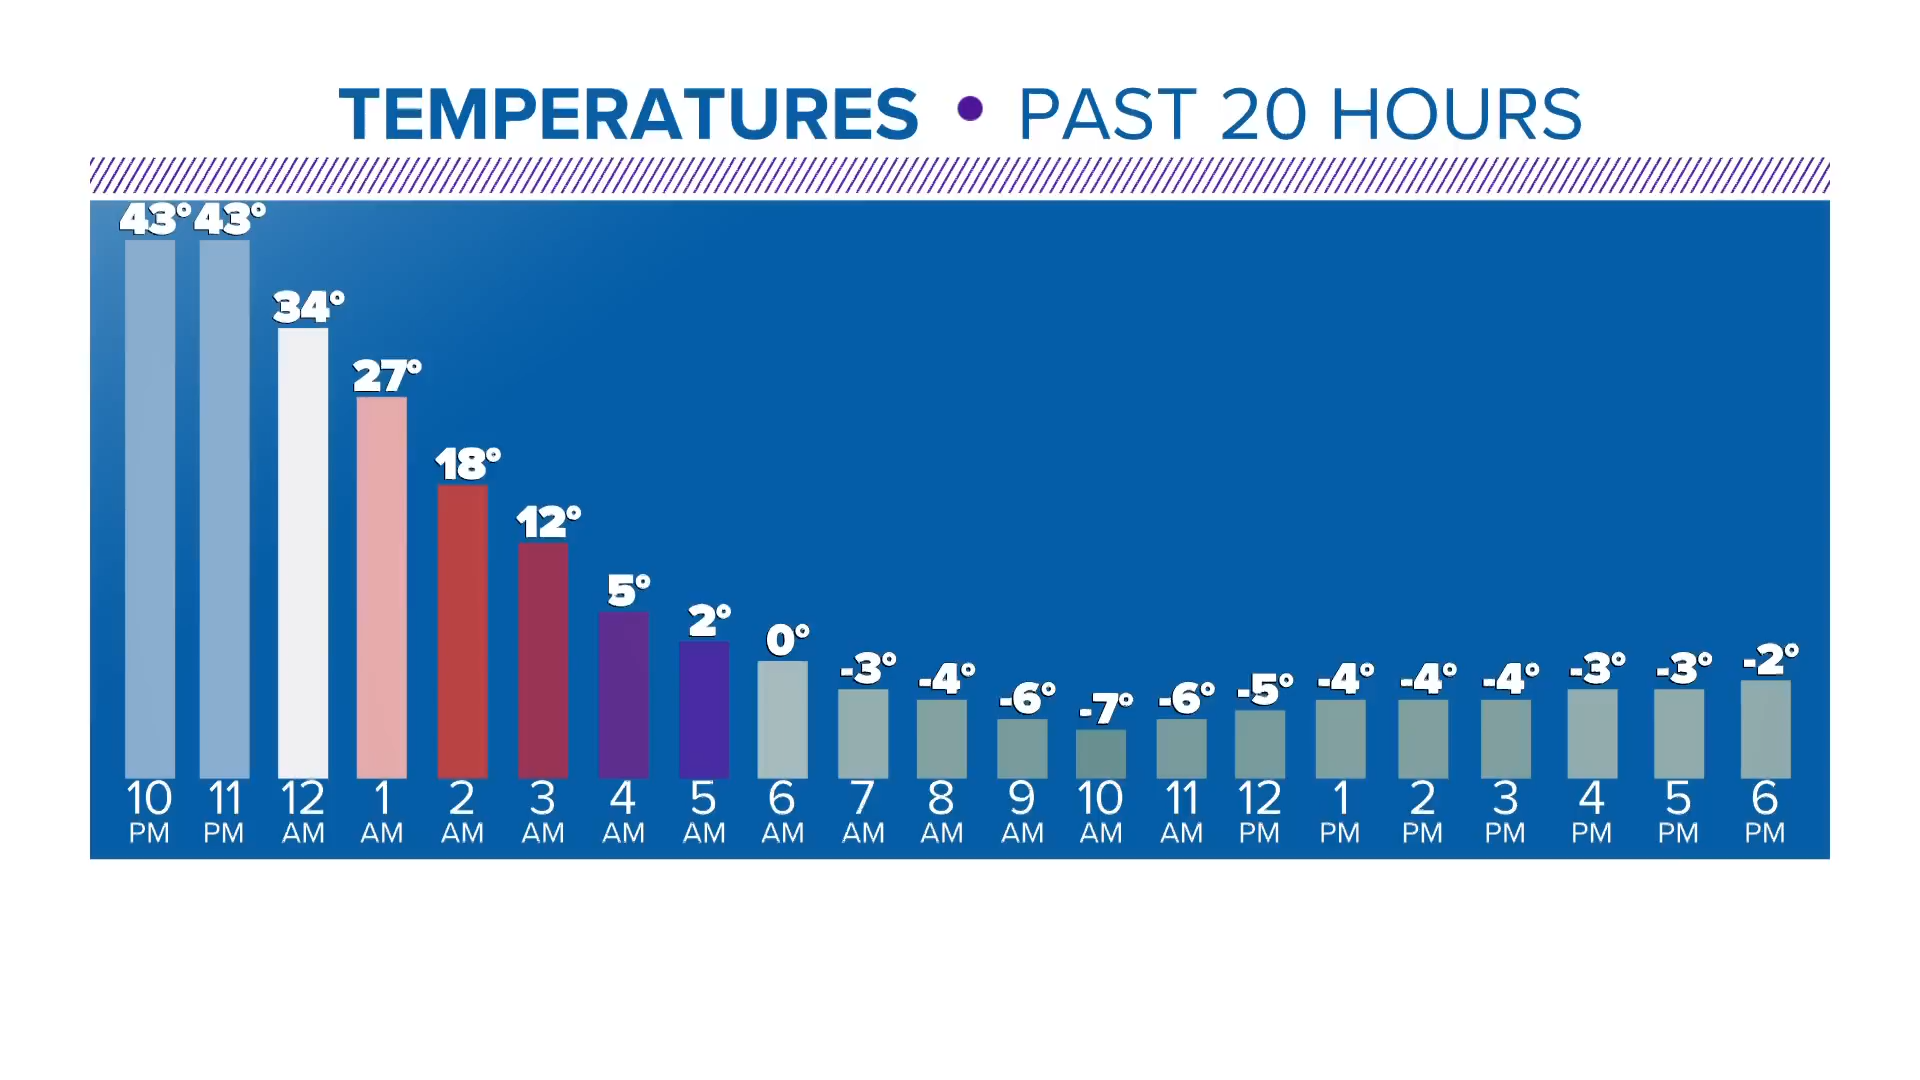 TEMPERATURES • PAST 20 HOURS
43° 43° 34° 27° 18° 12° 5° 2° 0° -3° -4° -6° -7° -6° -5° -4° -4° -4° -3° -3° -2°
10 11 12 1 2 3 4 5 6 7 8 9 10 11 12 1 2 3 4 5 6
PM PM AM AM AM AM AM AM AM AM AM AM AM AM PM PM PM PM PM PM PM